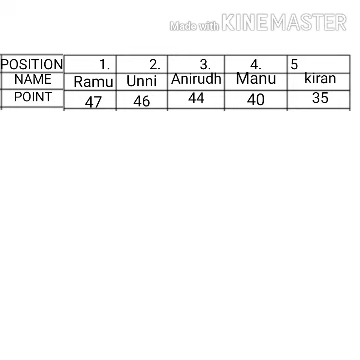 Made with KINEMASTER
POSITION 1. 2. 3. 4. 5
NAME Ramu Unni Anirudh Manu kiran
POINT 47 46 44 40 35